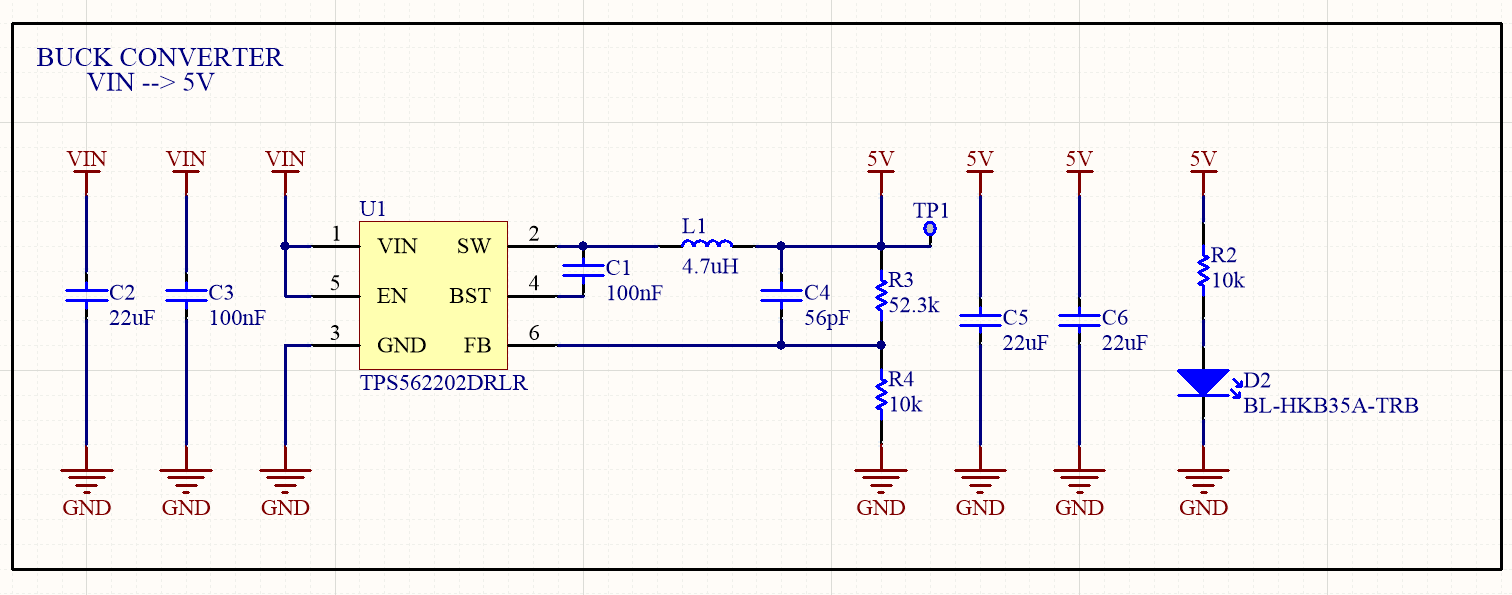 BUCK CONVERTER
VIN --> 5V
VIN
VIN
VIN
5V
5V
5V
5V
U1
1
VIN
SW
2
5
EN
BST
4
3
GND
FB
6
TPS562202DRLR
C2
22uF
C3
100nF
C1
100nF
L1
4.7uH
C4
56pF
TP1
R3
52.3k
R4
10k
C5
22uF
C6
22uF
R2
10k
D2
BL-HKB35A-TRB
GND
GND
GND
GND
GND
GND
GND